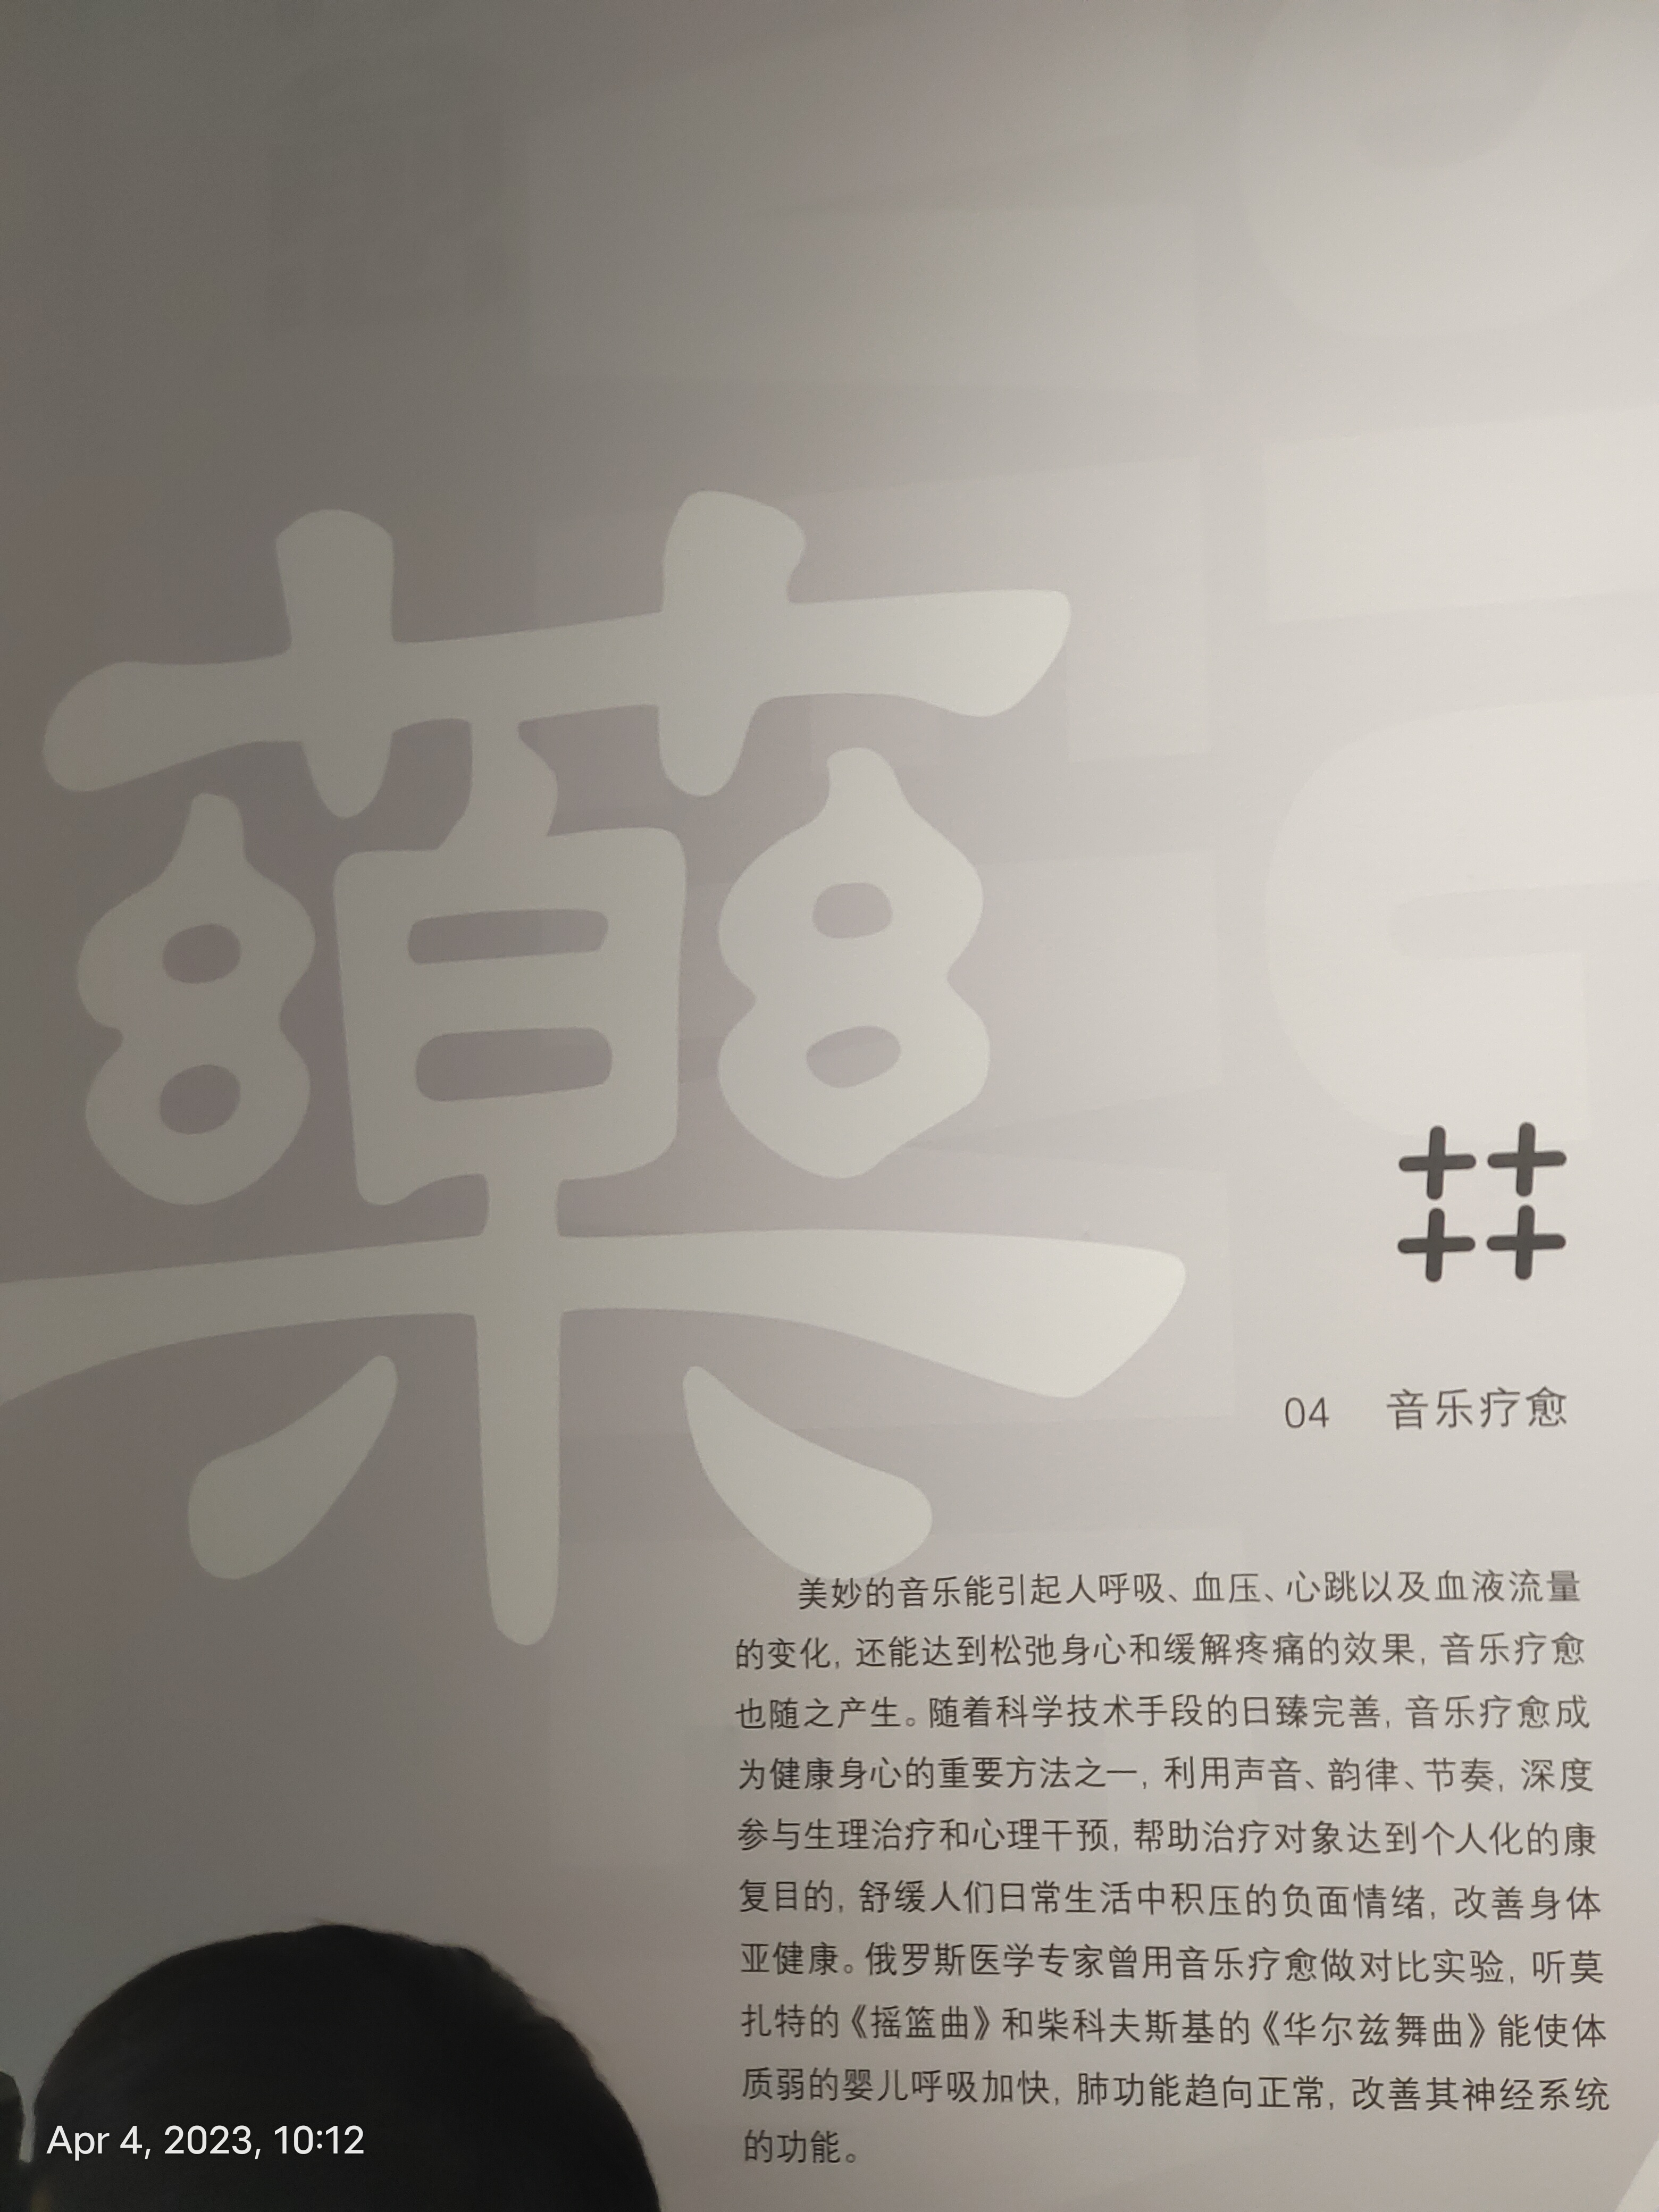 藥
04 音乐疗愈
美妙的音乐能引起人呼吸、血压、心跳以及血液流量
的变化, 还能达到松弛身心和缓解疼痛的效果, 音乐疗愈
也随之产生。随着科学技术手段的日臻完善, 音乐疗愈成
为健康身心的重要方法之一, 利用声音、韵律、节奏, 深度
参与生理治疗和心理干预, 帮助治疗对象达到个人化的康
复目的, 舒缓人们日常生活中积压的负面情绪, 改善身体
亚健康。俄罗斯医学专家曾用音乐疗愈做对比实验, 听莫
扎特的《摇篮曲》和柴科夫斯基的《华尔兹舞曲》能使体
质弱的婴儿呼吸加快, 肺功能趋向正常, 改善其神经系统
的功能。
Apr 4, 2023, 10:12